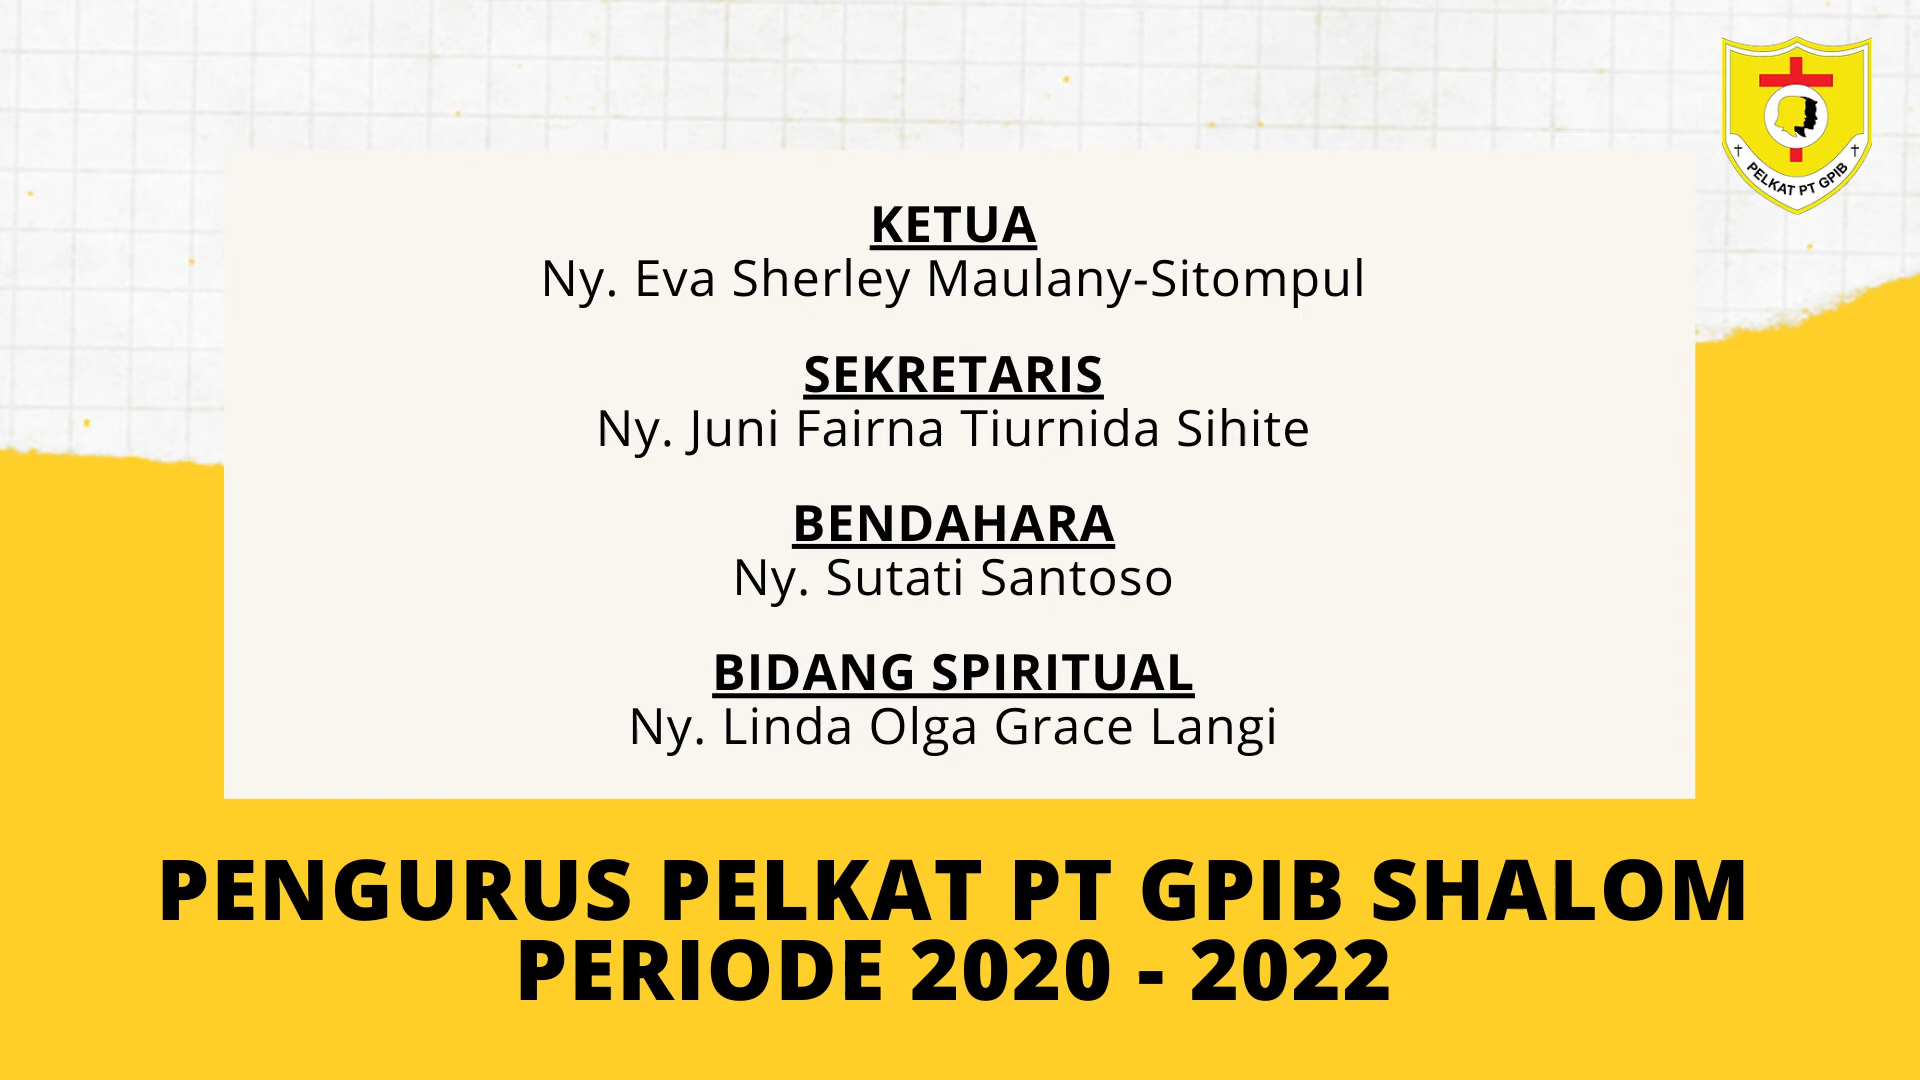 PELKAT PT GPIB
KETUA
Ny. Eva Sherley Maulany-Sitompul
SEKRETARIS
Ny. Juni Fairna Tiurnida Sihite
BENDAHARA
Ny. Sutati Santoso
BIDANG SPIRITUAL
Ny. Linda Olga Grace Langi
PENGURUS PELKAT PT GPIB SHALOM
PERIODE 2020 - 2022